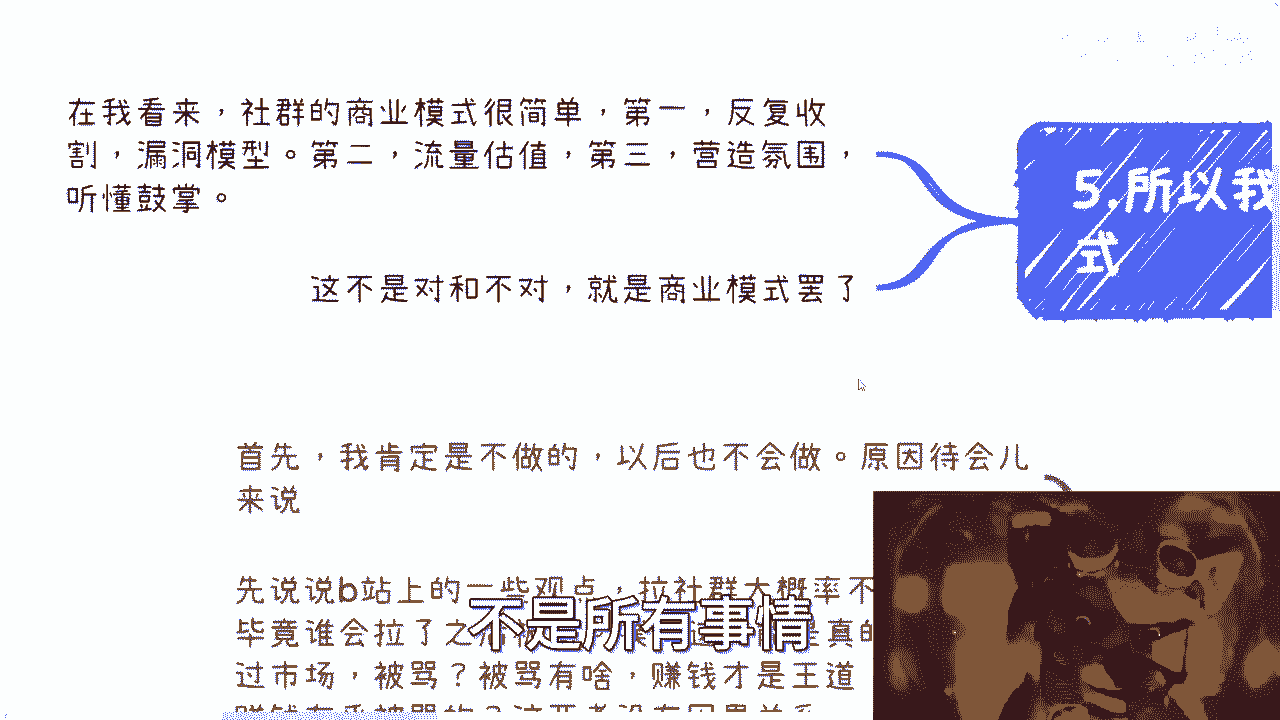 在我看来，社群的商业模式很简单，第一，反复收
割，漏洞模型。第二，流量估值，第三，营造氛围，
听懂鼓掌。
这不是对和不对，就是商业模式罢了
5.所以我
式
首先，我肯定是不做的，以后也不会做。原因待会儿
来说
先说说b站上的一些观点，拉社群大概率不
毕竟谁会拉了之
是真的
过市场，被骂？被骂有啥，赚钱才是王道
不是所有事情